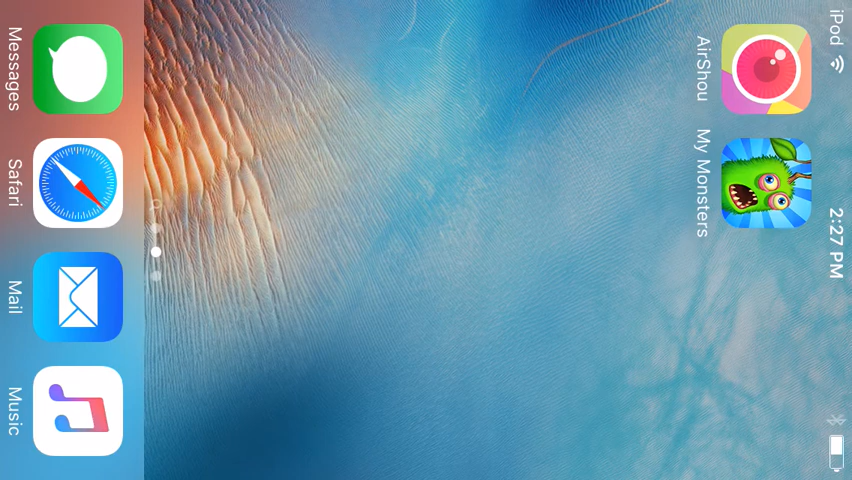 iPod
2:27 PM
AirShou
My Monsters
Messages
Safari
Mail
Music